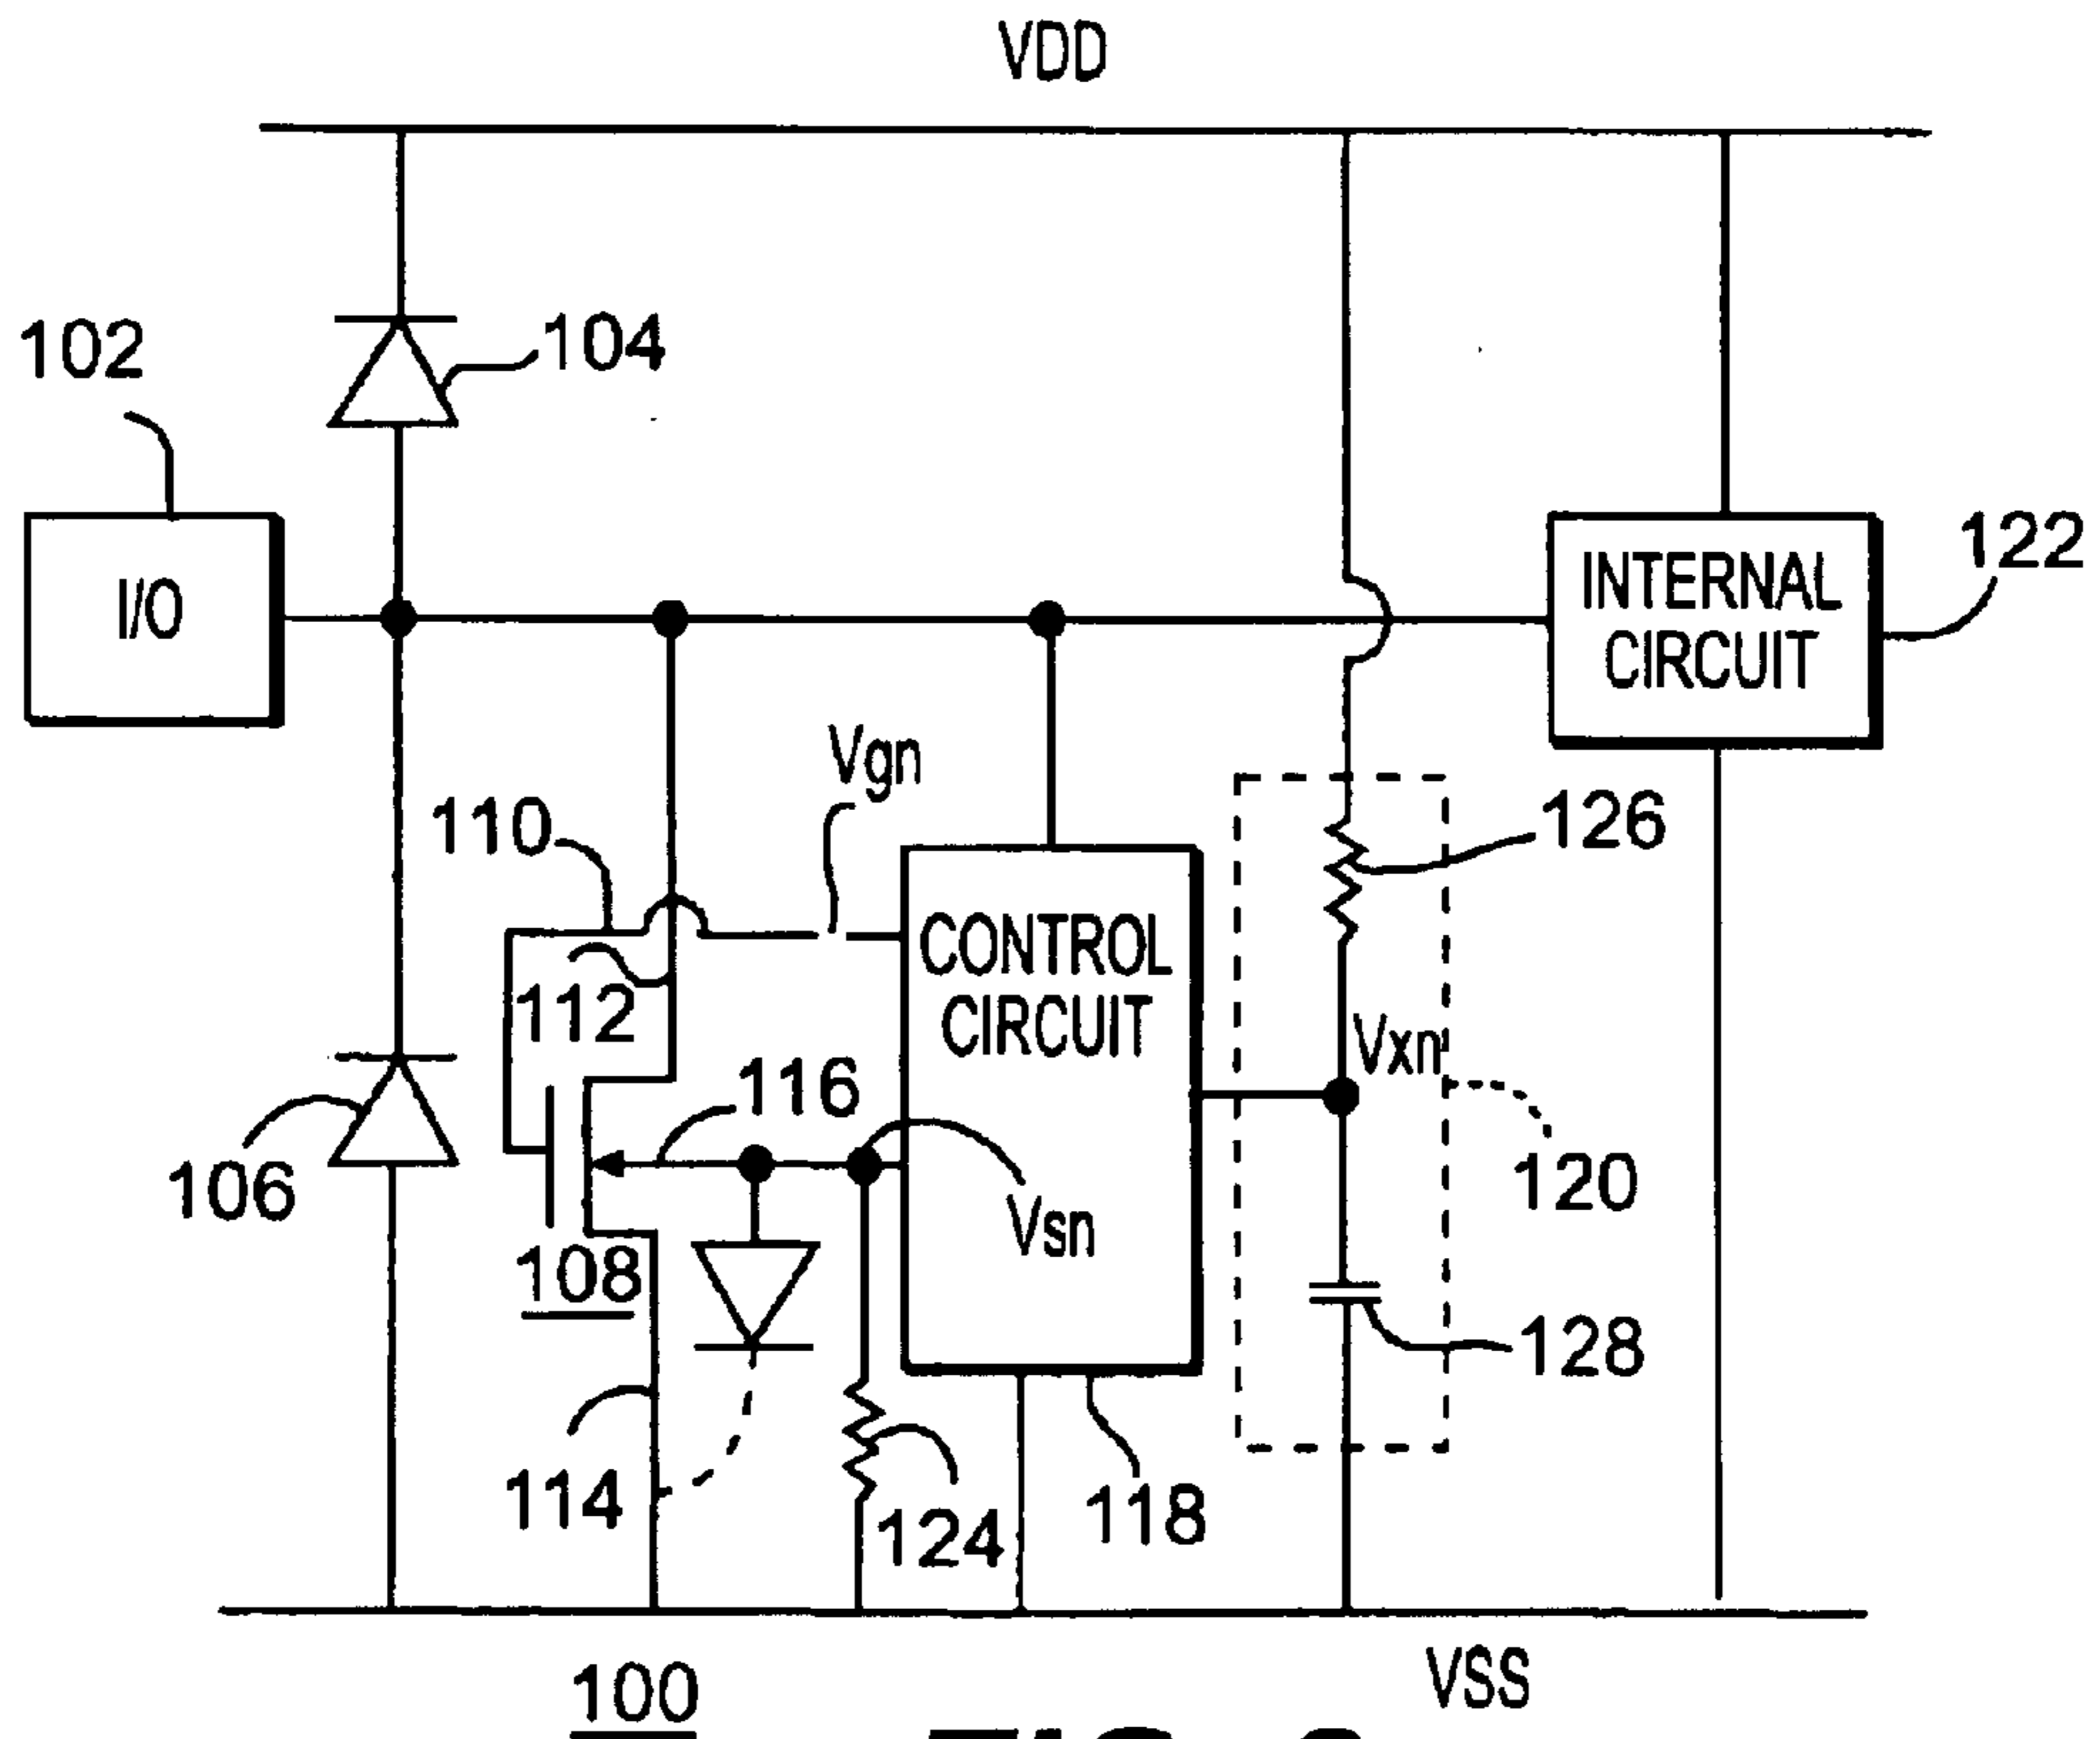 VDD
102
104
I/O
INTERNAL
CIRCUIT
122
Vgn
110
126
CONTROL
CIRCUIT
112
Vxn
116
106
120
Vsn
108
128
114
124
118
VSS
100